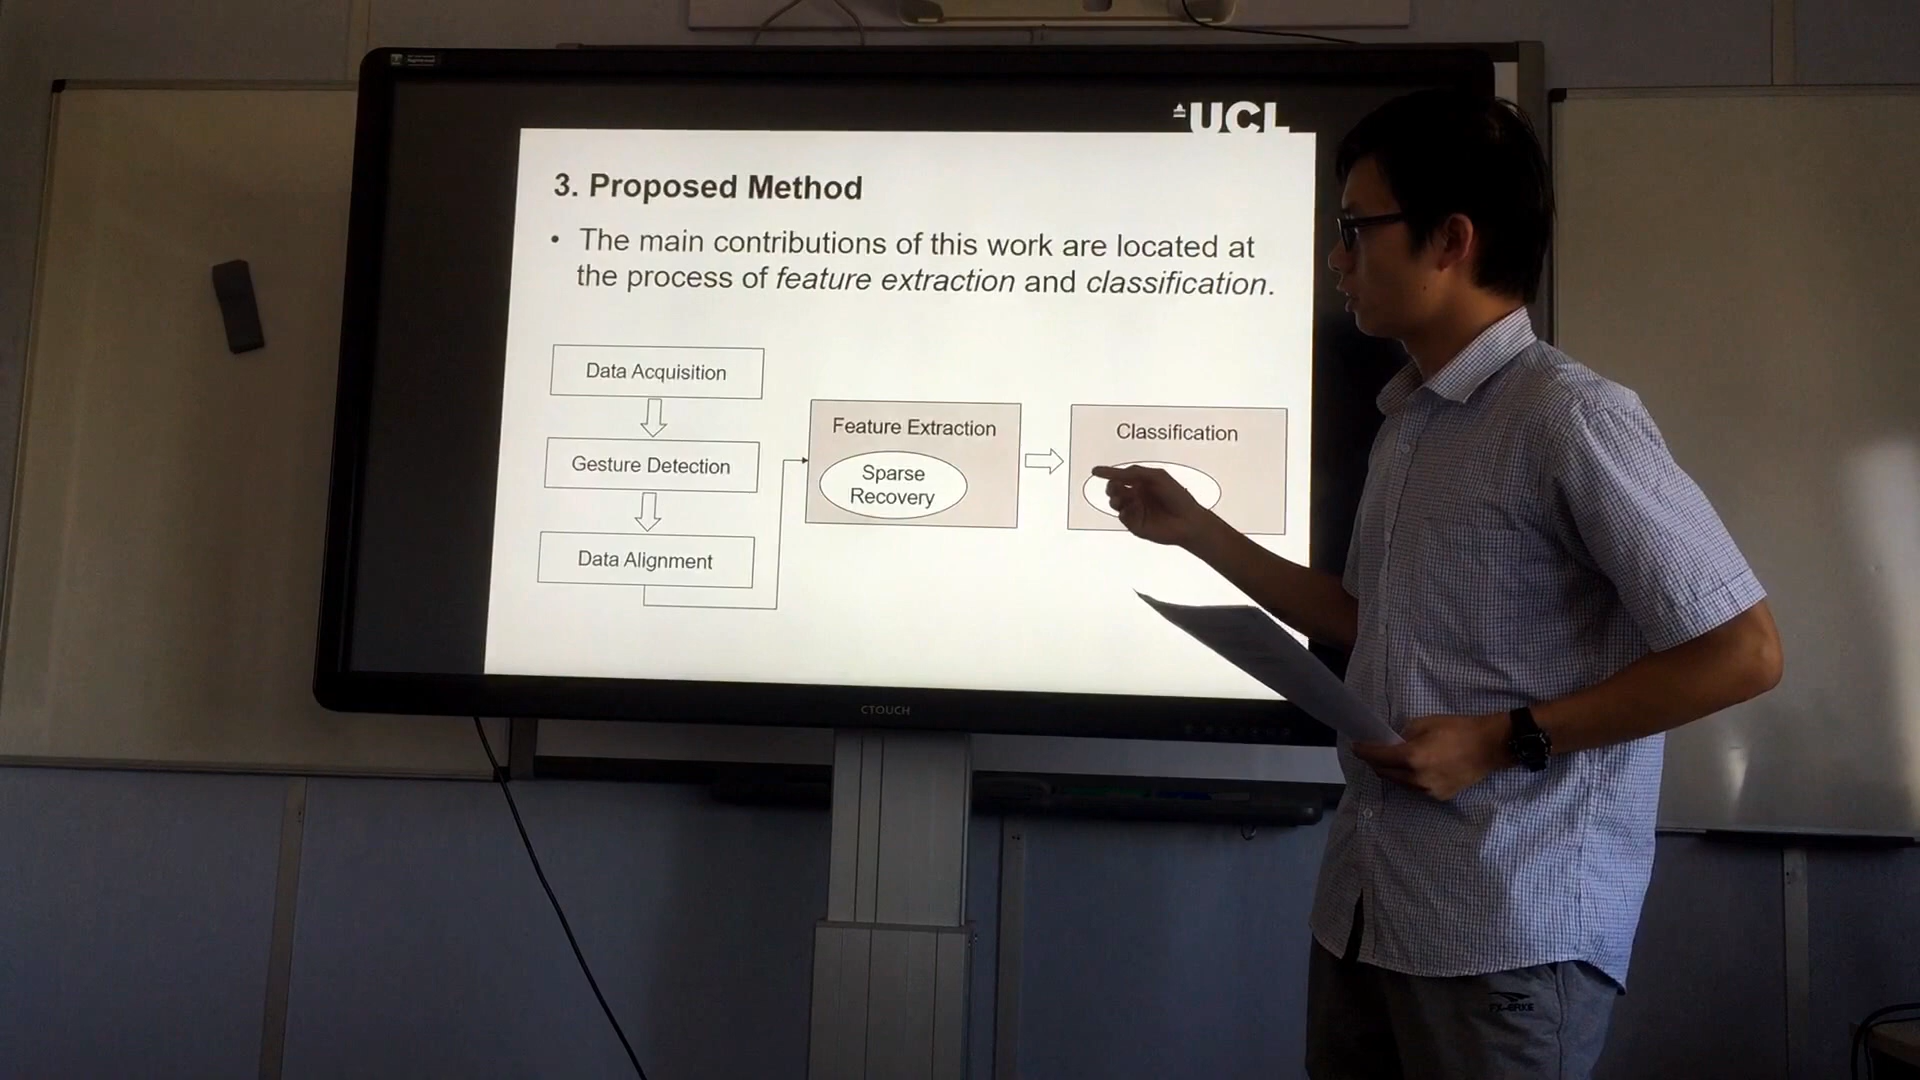 UCL
3. Proposed Method
• The main contributions of this work are located at
the process of feature extraction and classification.
Data Acquisition
Gesture Detection
Data Alignment
Feature Extraction
Sparse
Recovery
Classification
CTOUCH